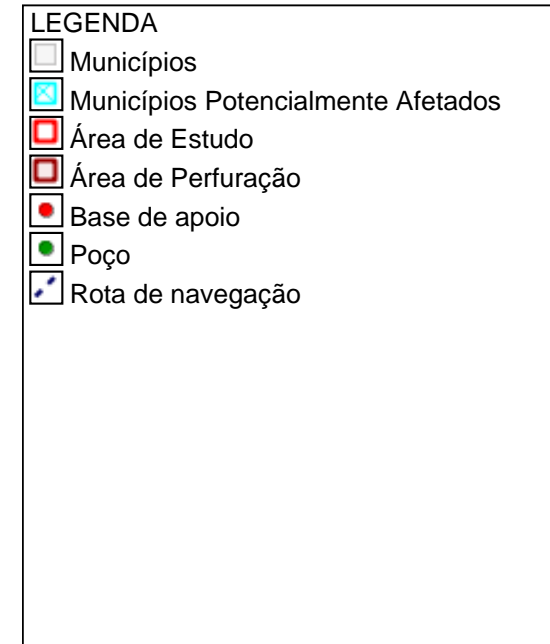 LEGENDA
Municípios
Municípios Potencialmente Afetados
Área de Estudo
Área de Perfuração
Base de apoio
Poço
Rota de navegação